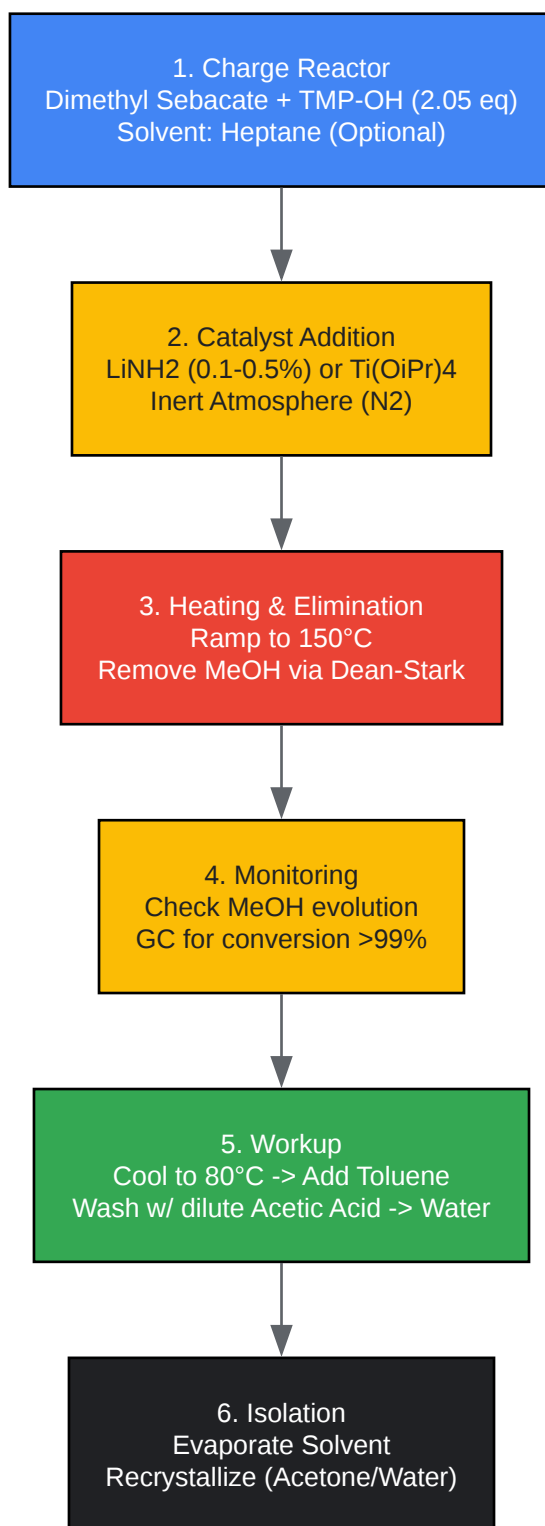 1. Charge Reactor
Dimethyl Sebacate + TMP-OH (2.05 eq)
Solvent: Heptane (Optional)
2. Catalyst Addition
LiNH2 (0.1-0.5%) or Ti(OiPr)4
Inert Atmosphere (N2)
3. Heating & Elimination
Ramp to 150°C
Remove MeOH via Dean-Stark
4. Monitoring
Check MeOH evolution
GC for conversion >99%
5. Workup
Cool to 80°C -> Add Toluene
Wash w/ dilute Acetic Acid -> Water
6. Isolation
Evaporate Solvent
Recrystallize (Acetone/Water)